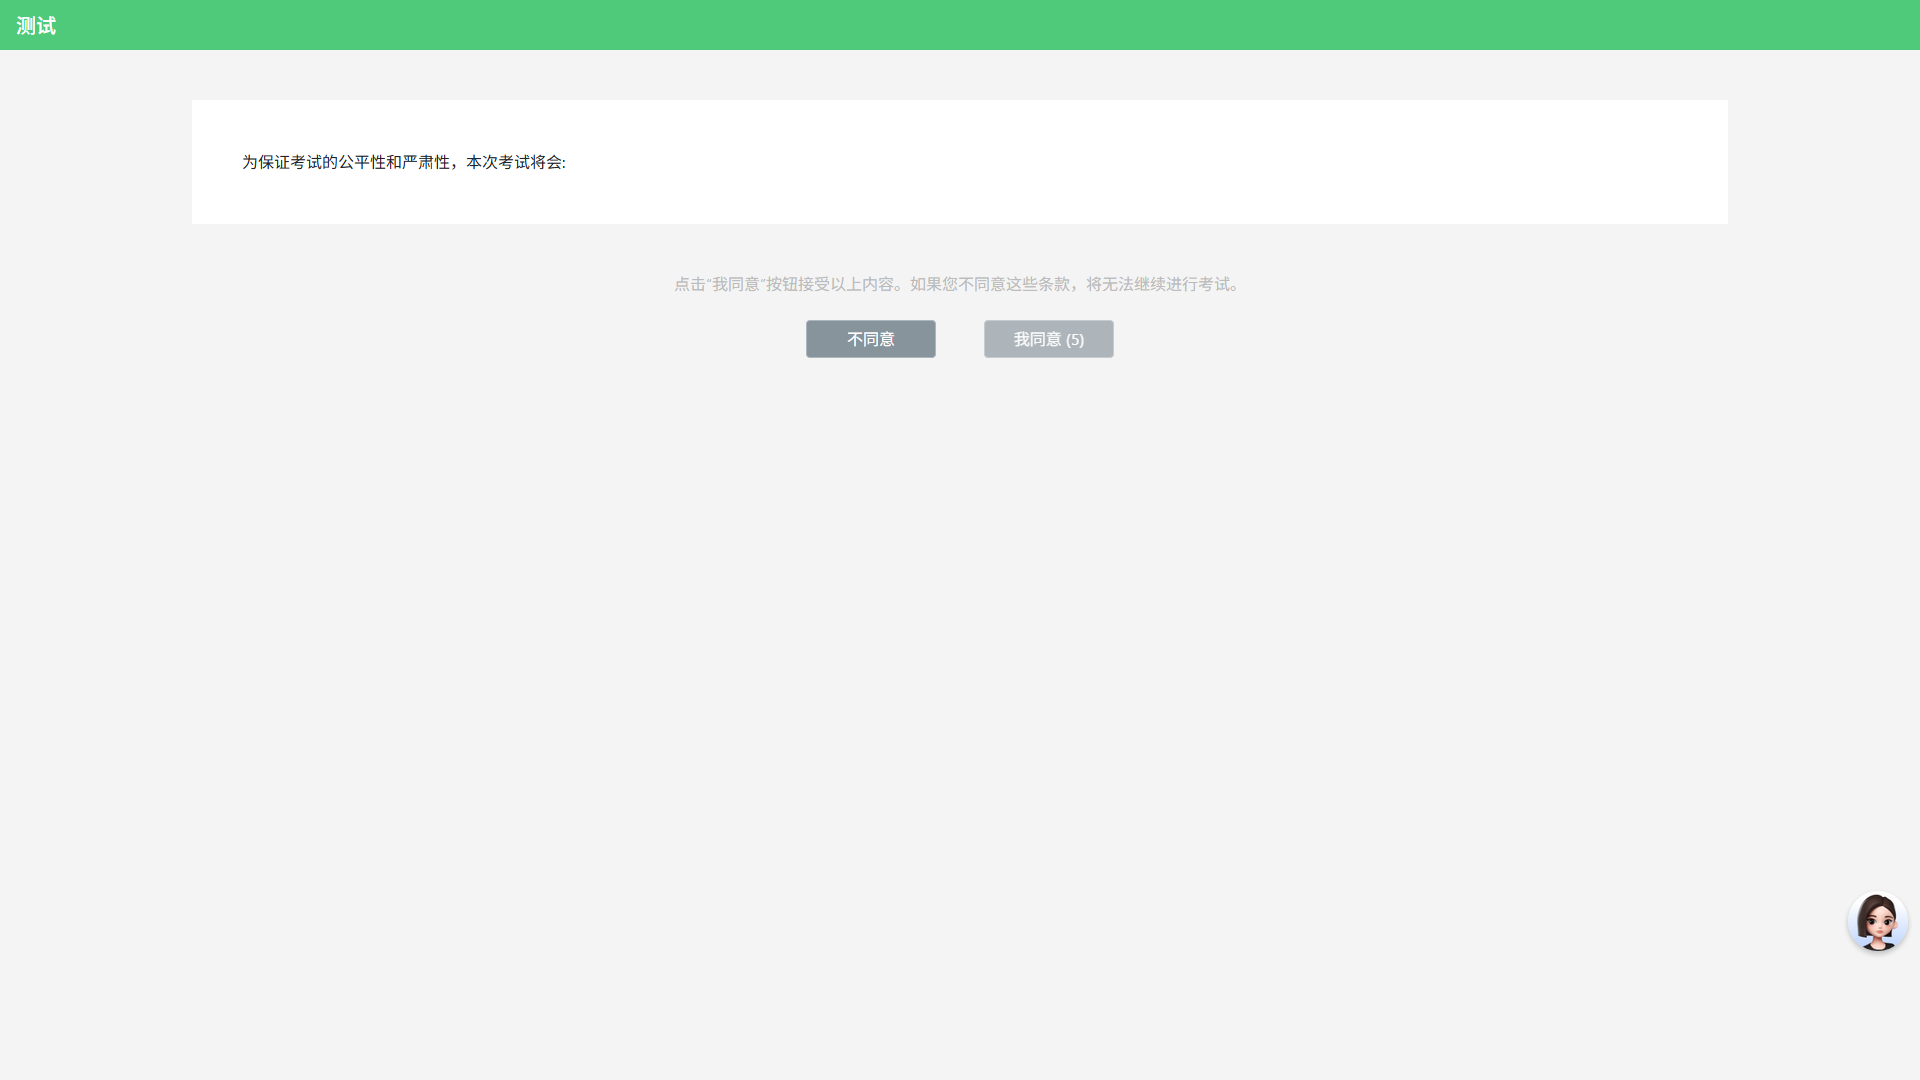 测试
为保证考试的公平性和严肃性，本次考试将会:
点击“我同意”按钮接受以上内容。如果您不同意这些条款，将无法继续进行考试。
不同意
我同意 (5)